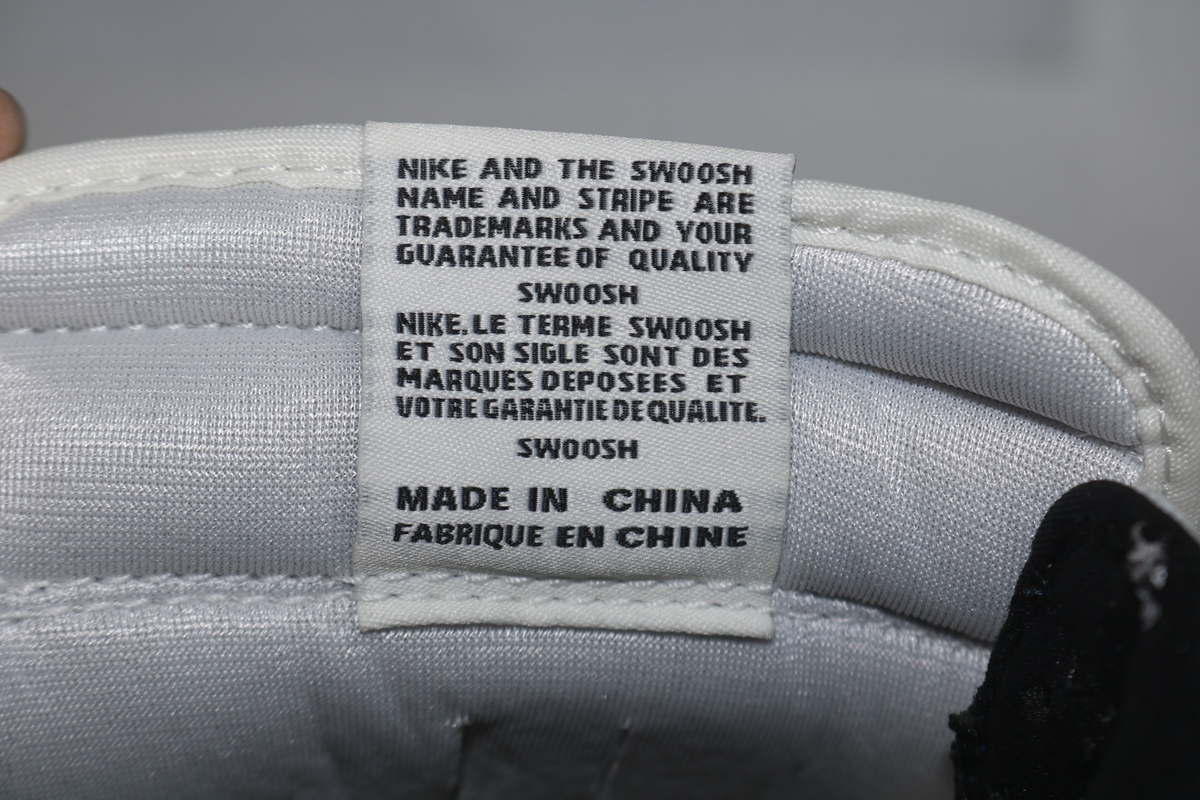 NIKE AND THE SWOOSH
NAME AND STRIPE ARE
TRADEMARKS AND YOUR
GUARANTEE OF QUALITY
SWOOSH
NIKE. LE TERME SWOOSH
ET SON SIGLE SONT DES
MARQUES DEPOSEES ET
VOTRE GARANTIE DE QUALITE.
SWOOSH
MADE IN CHINA
FABRIQUE EN CHINE